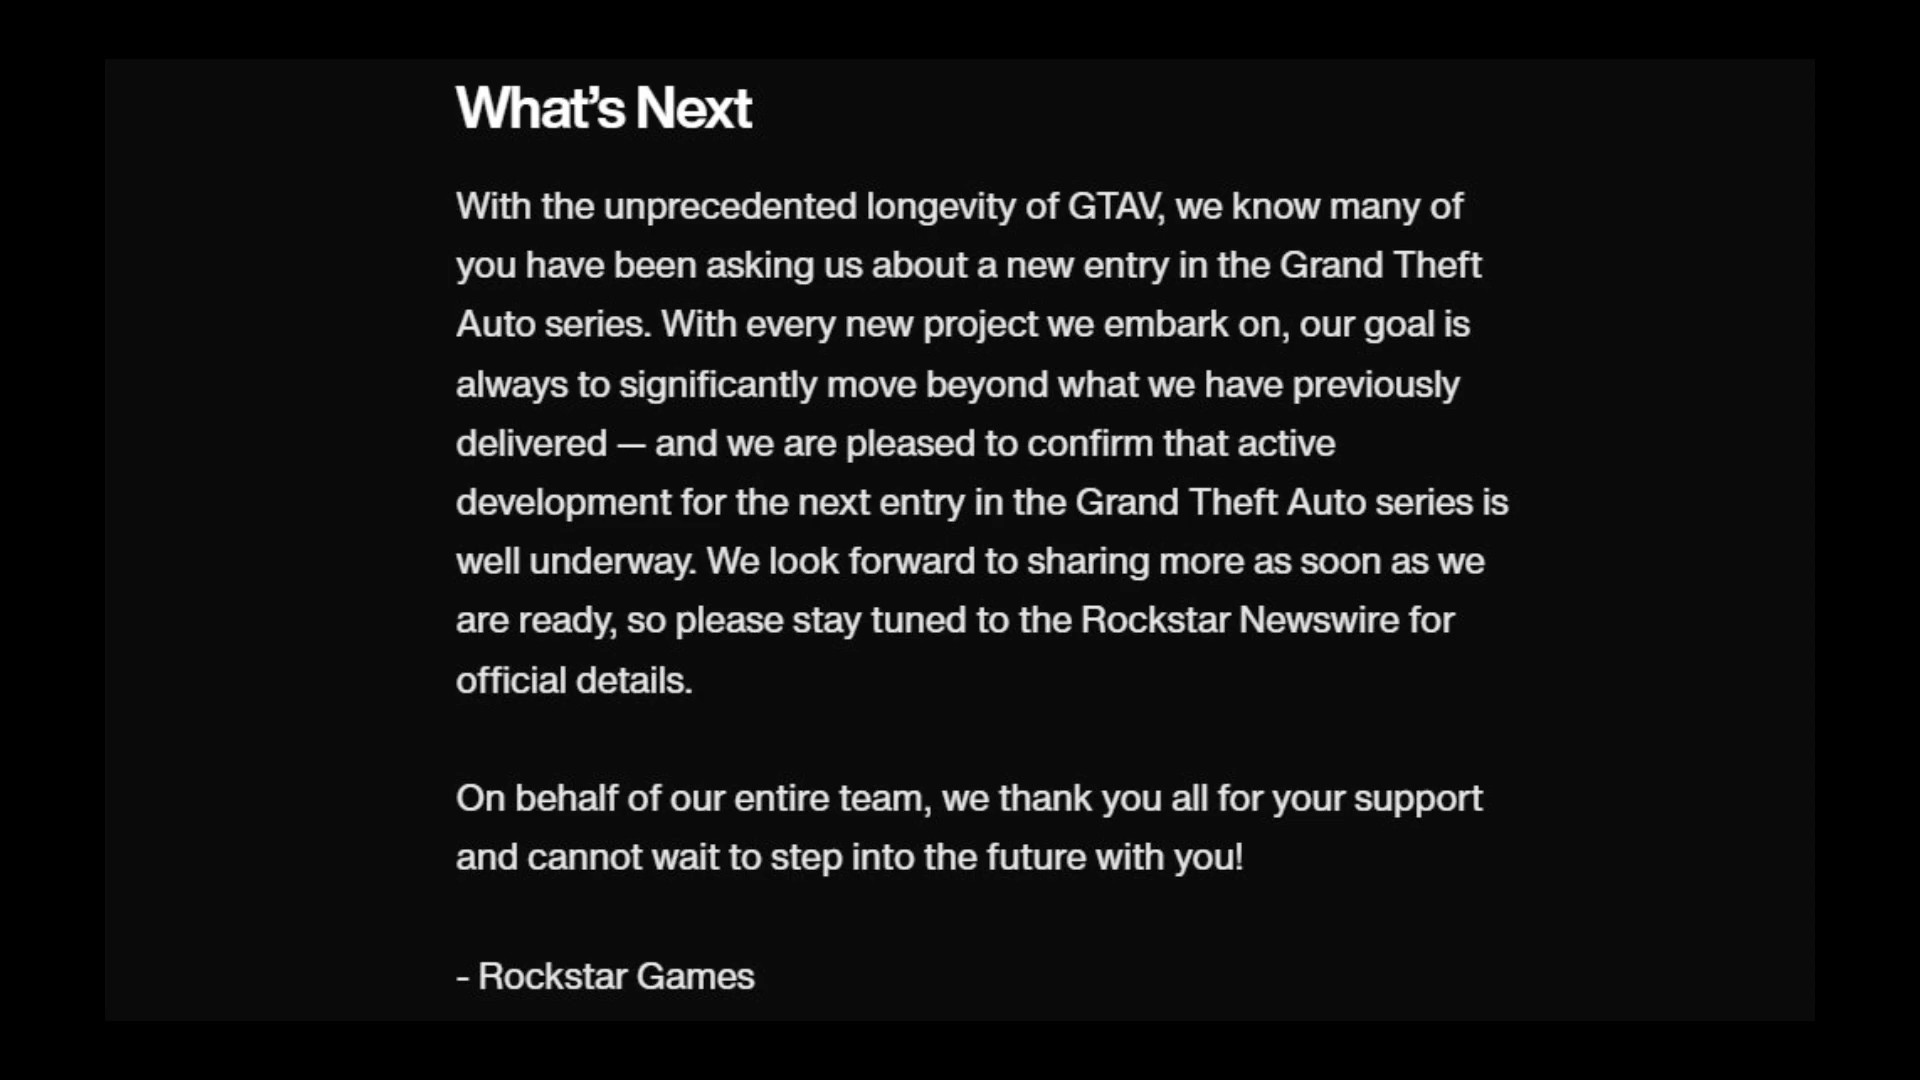 What’s Next
With the unprecedented longevity of GTAV, we know many of
you have been asking us about a new entry in the Grand Theft
Auto series. With every new project we embark on, our goal is
always to significantly move beyond what we have previously
delivered — and we are pleased to confirm that active
development for the next entry in the Grand Theft Auto series is
well underway. We look forward to sharing more as soon as we
are ready, so please stay tuned to the Rockstar Newswire for
official details.
On behalf of our entire team, we thank you all for your support
and cannot wait to step into the future with you!
- Rockstar Games